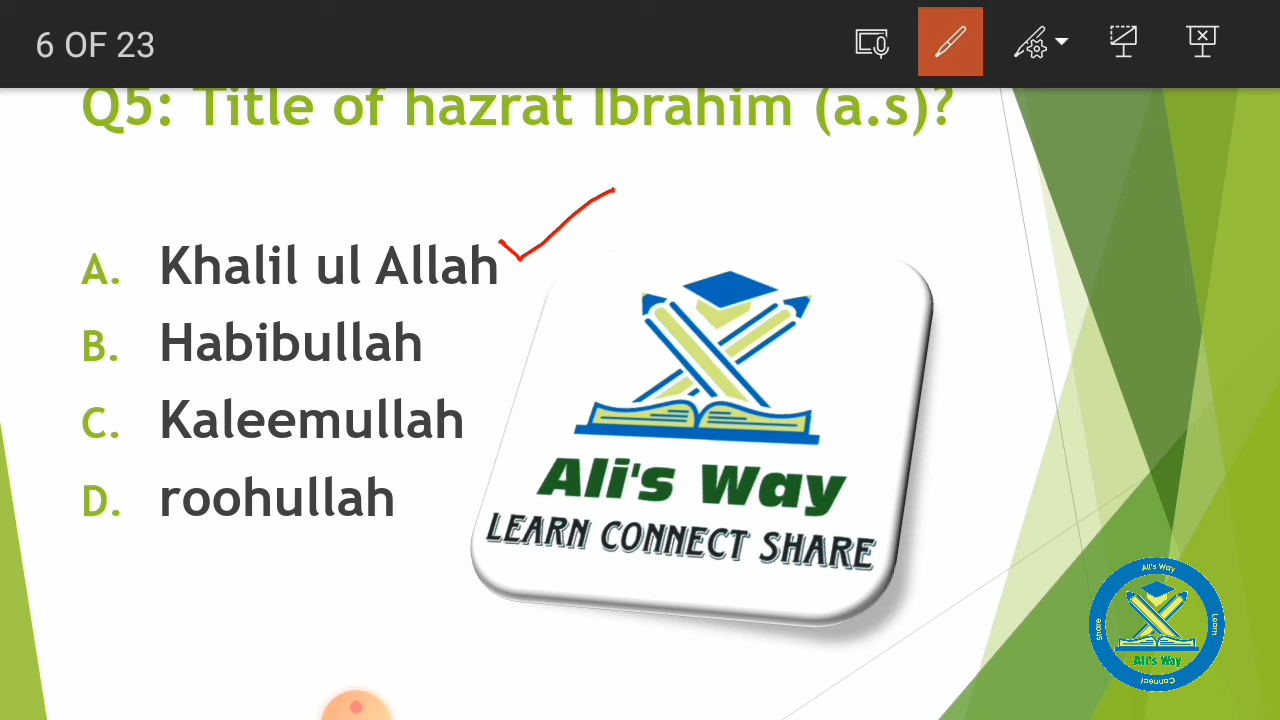 6 OF 23
Q5: Title of hazrat Ibrahim (a.s)?
A. Khalil ul Allah
B. Habibullah
C. Kaleemullah
D. roohullah
Ali's Way
LEARN CONNECT SHARE
Ali's Way
Share
Learn
Ali's Way
Connect